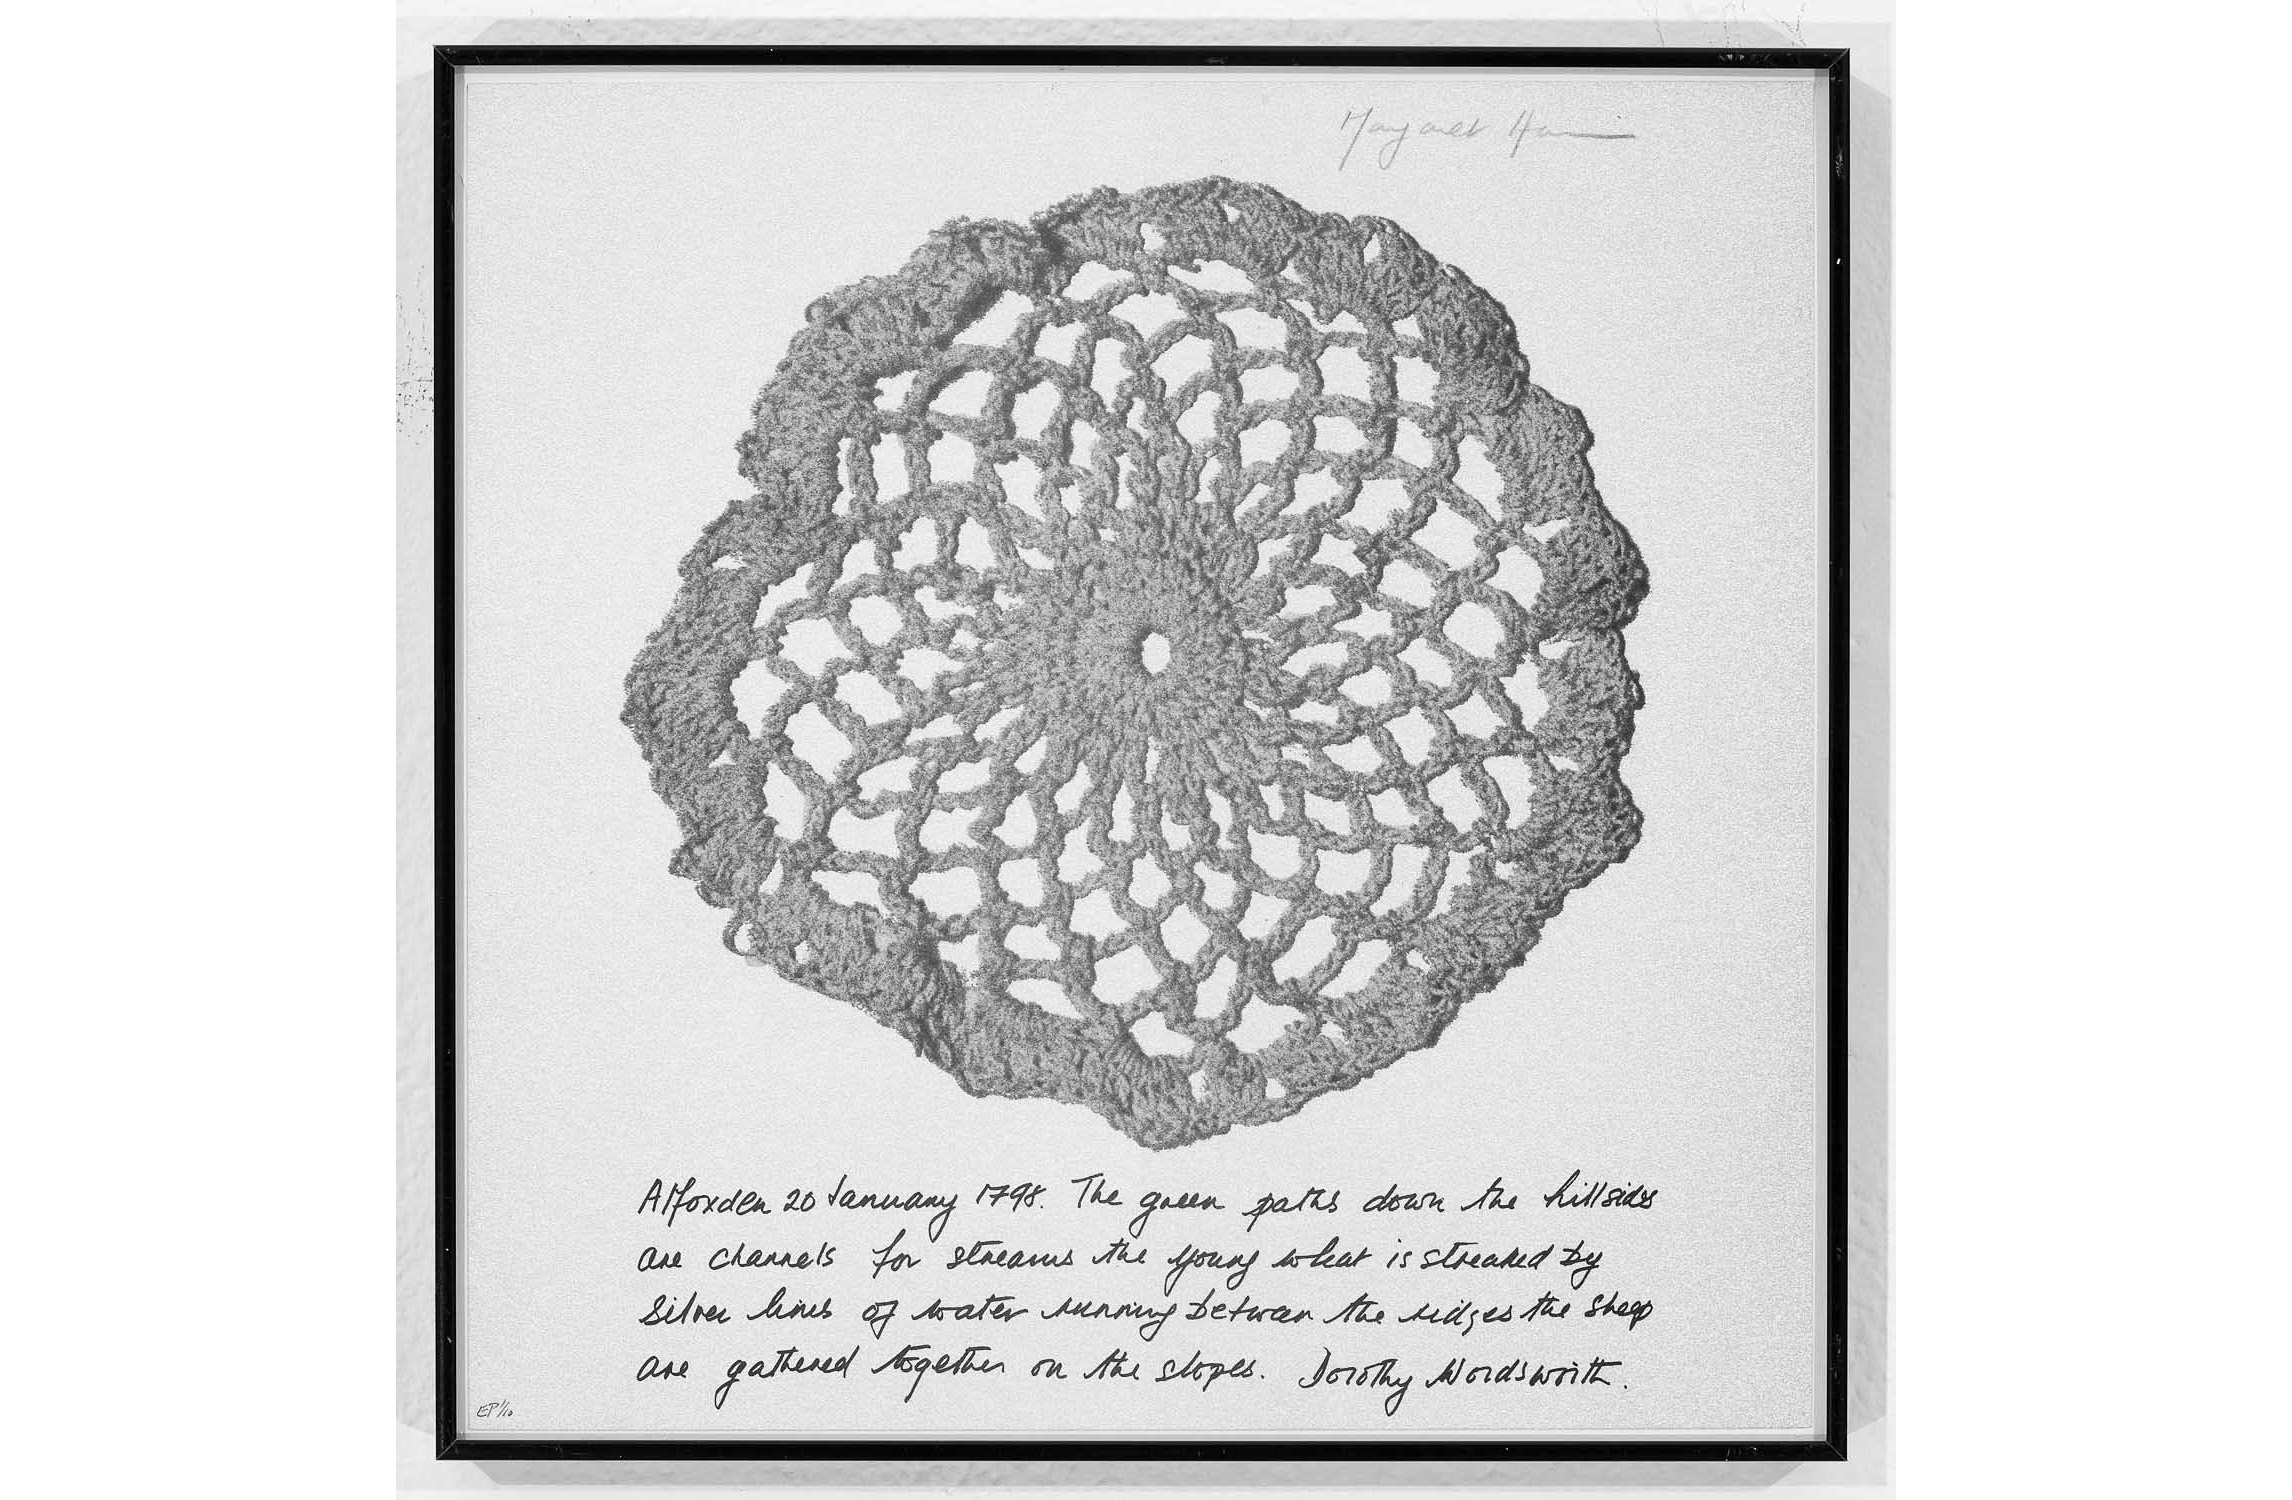 Margaret
Alfoxden 20 January 1798. The green paths down the hillsides
are channels for streams the young wheat is streaked by
silver lines of water running between the ridges the sheep
are gathered together on the slopes. Dorothy Wordsworth.
EP 1/10